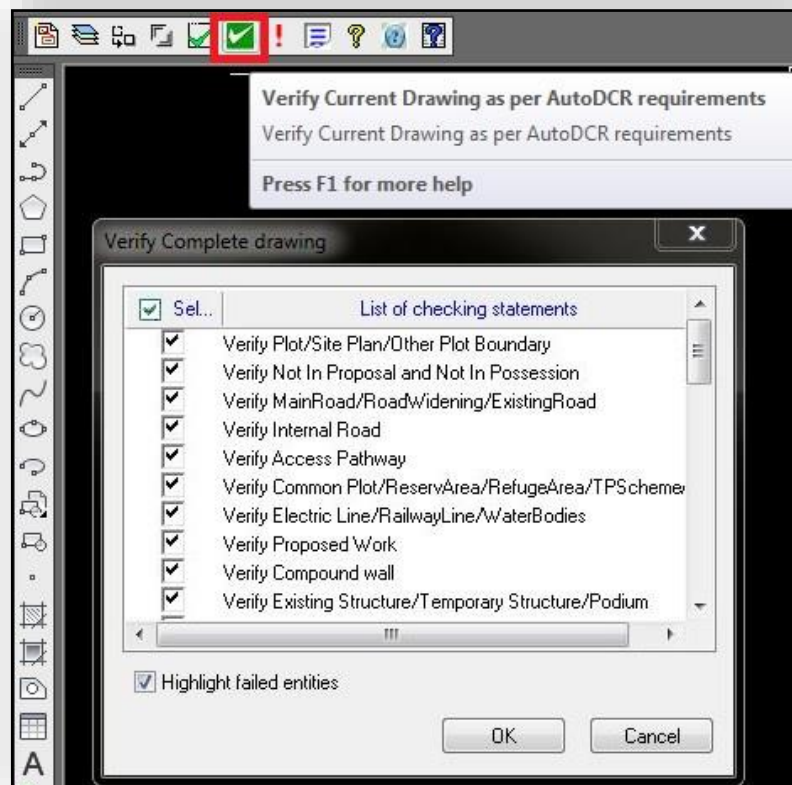 Verify Current Drawing as per AutoDCR requirements
Verify Current Drawing as per AutoDCR requirements
Press F1 for more help
Verify Complete drawing
Sel... List of checking statements
Verify Plot/Site Plan/Other Plot Boundary
Verify Not In Proposal and Not In Possession
Verify MainRoad/RoadWidening/ExistingRoad
Verify Internal Road
Verify Access Pathway
Verify Common Plot/ReservArea/RefugeArea/TPScheme/
Verify Electric Line/RailwayLine/WaterBodies
Verify Proposed Work
Verify Compound wall
Verify Existing Structure/Temporary Structure/Podium
Highlight failed entities
OK Cancel
A